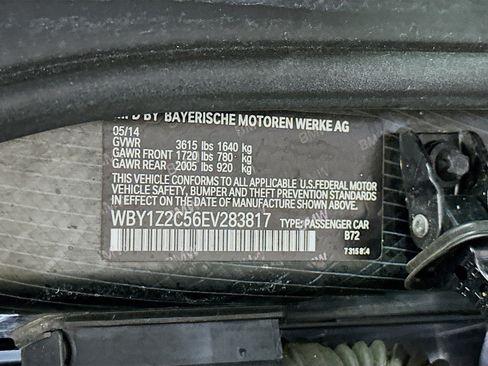 MFD BY BAYERISCHE MOTOREN WERKE AG
05/14
GVWR 3615 lbs 1640 kg
GAWR FRONT 1720 lbs 780 kg
GAWR REAR 2005 lbs 920 kg
THIS VEHICLE CONFORMS TO ALL APPLICABLE U.S. FEDERAL
MOTOR VEHICLE SAFETY, BUMPER AND THEFT PREVENTION STANDARDS
IN EFFECT ON THE DATE OF MANUFACTURE SHOWN ABOVE.
WBY1Z2C56EV283817 TYPE: PASSENGER CAR
B72